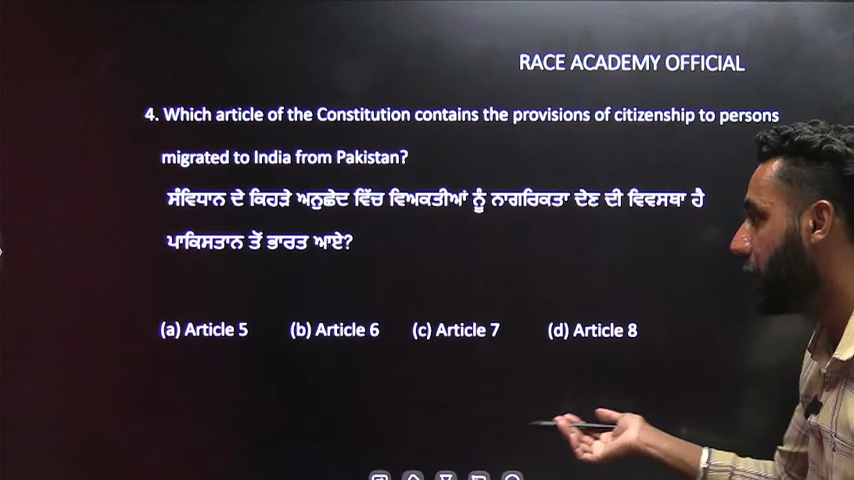 RACE ACADEMY OFFICIAL
4. Which article of the Constitution contains the provisions of citizenship to persons
migrated to India from Pakistan?
ਸੰਵਿਧਾਨ ਦੇ ਕਿਹੜੇ ਅਨੁਛੇਦ ਵਿੱਚ ਵਿਅਕਤੀਆਂ ਨੂੰ ਨਾਗਰਿਕਤਾ ਦੇਣ ਦੀ ਵਿਵਸਥਾ ਹੈ
ਪਾਕਿਸਤਾਨ ਤੋਂ ਭਾਰਤ ਆਏ?
(a) Article 5 (b) Article 6 (c) Article 7 (d) Article 8